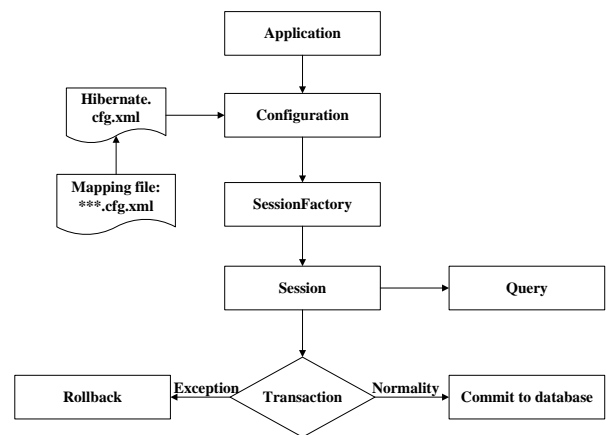 Application
Hibernate.
cfg.xml
Configuration
Mapping file:
***.cfg.xml
SessionFactory
Session
Query
Rollback
Exception
Transaction
Normality
Commit to database